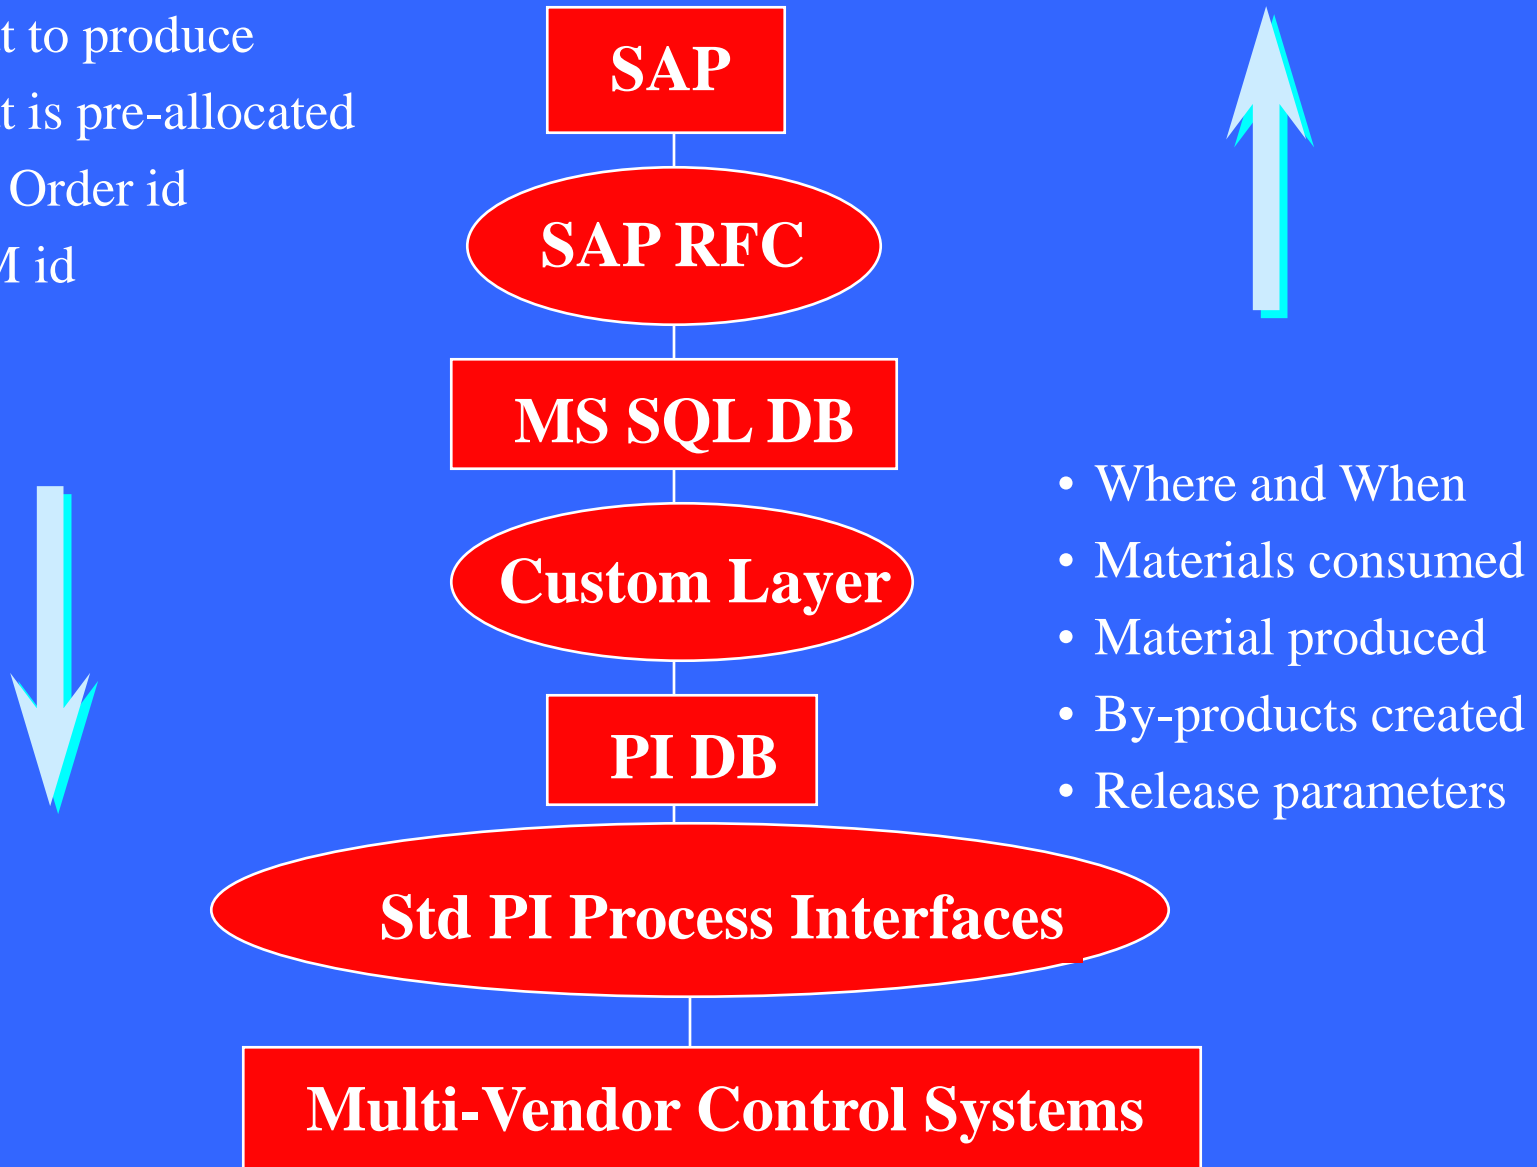 t to produce
t is pre-allocated
Order id
M id
SAP
SAP RFC
MS SQL DB
Custom Layer
PI DB
Std PI Process Interfaces
Multi-Vendor Control Systems
• Where and When
• Materials consumed
• Material produced
• By-products created
• Release parameters